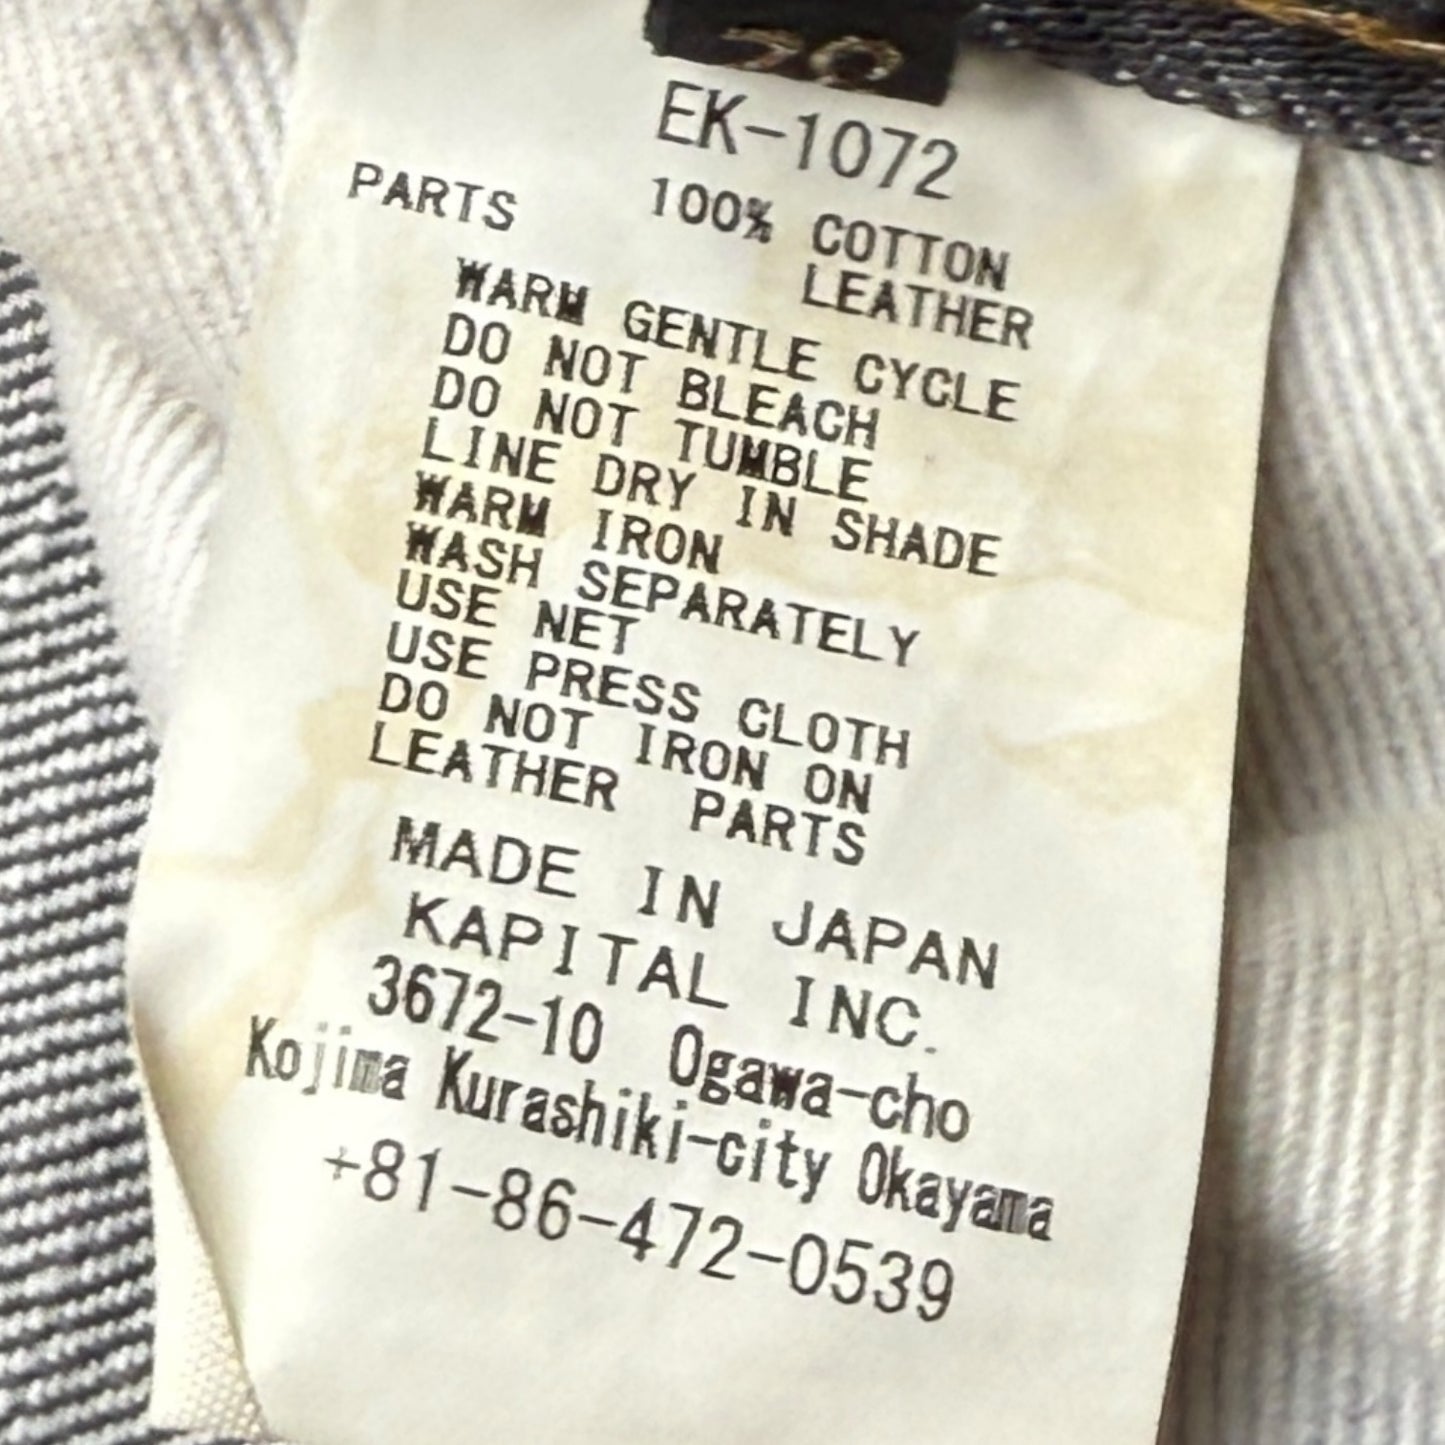 EK-1072
PARTS 100% COTTON
LEATHER
WARM GENTLE CYCLE
DO NOT BLEACH
DO NOT TUMBLE
LINE DRY IN SHADE
WARM IRON
WASH SEPARATELY
USE NET
USE PRESS CLOTH
DO NOT IRON ON
LEATHER PARTS
MADE IN JAPAN
KAPITAL INC.
3672-10 Ogawa-cho
Kojima Kurashiki-city Okayama
+81-86-472-0539